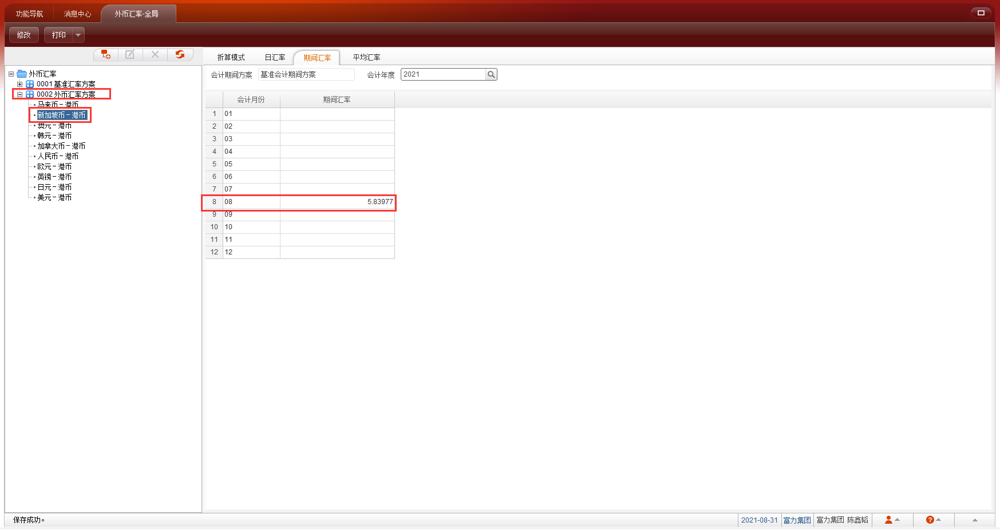 功能导航 消息中心 外币汇率-全局
修改 打印
折算模式 日汇率 期间汇率 平均汇率
会计期间方案 基准会计期间方案 会计年度 2021
外币汇率
0001 基准汇率方案
0002 外币汇率方案
马来币－港币
新加坡币－港币
澳元－港币
韩元－港币
加拿大币－港币
人民币－港币
欧元－港币
英镑－港币
日元－港币
美元－港币
会计月份 期间汇率
1 01
2 02
3 03
4 04
5 05
6 06
7 07
8 08 5.83977
9 09
10 10
11 11
12 12
保存成功。
2021-08-31 富力集团 富力集团 陈鑫韬